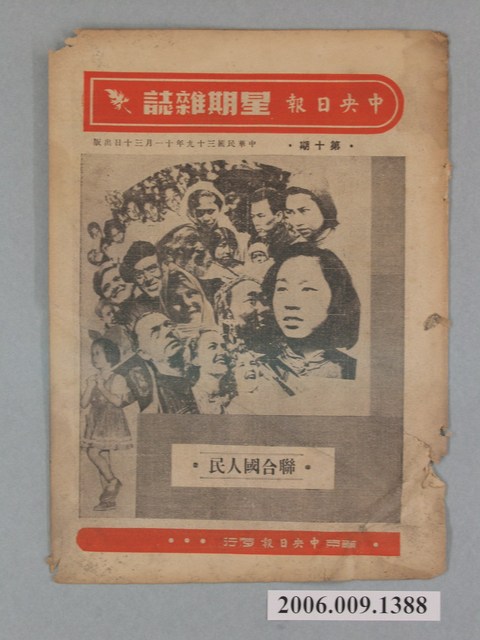 中央日報 星期雜誌
•第十期•
中華民國三十九年十一月三十日出版
•聯合國人民•
中央日報發行
2006.009.1388